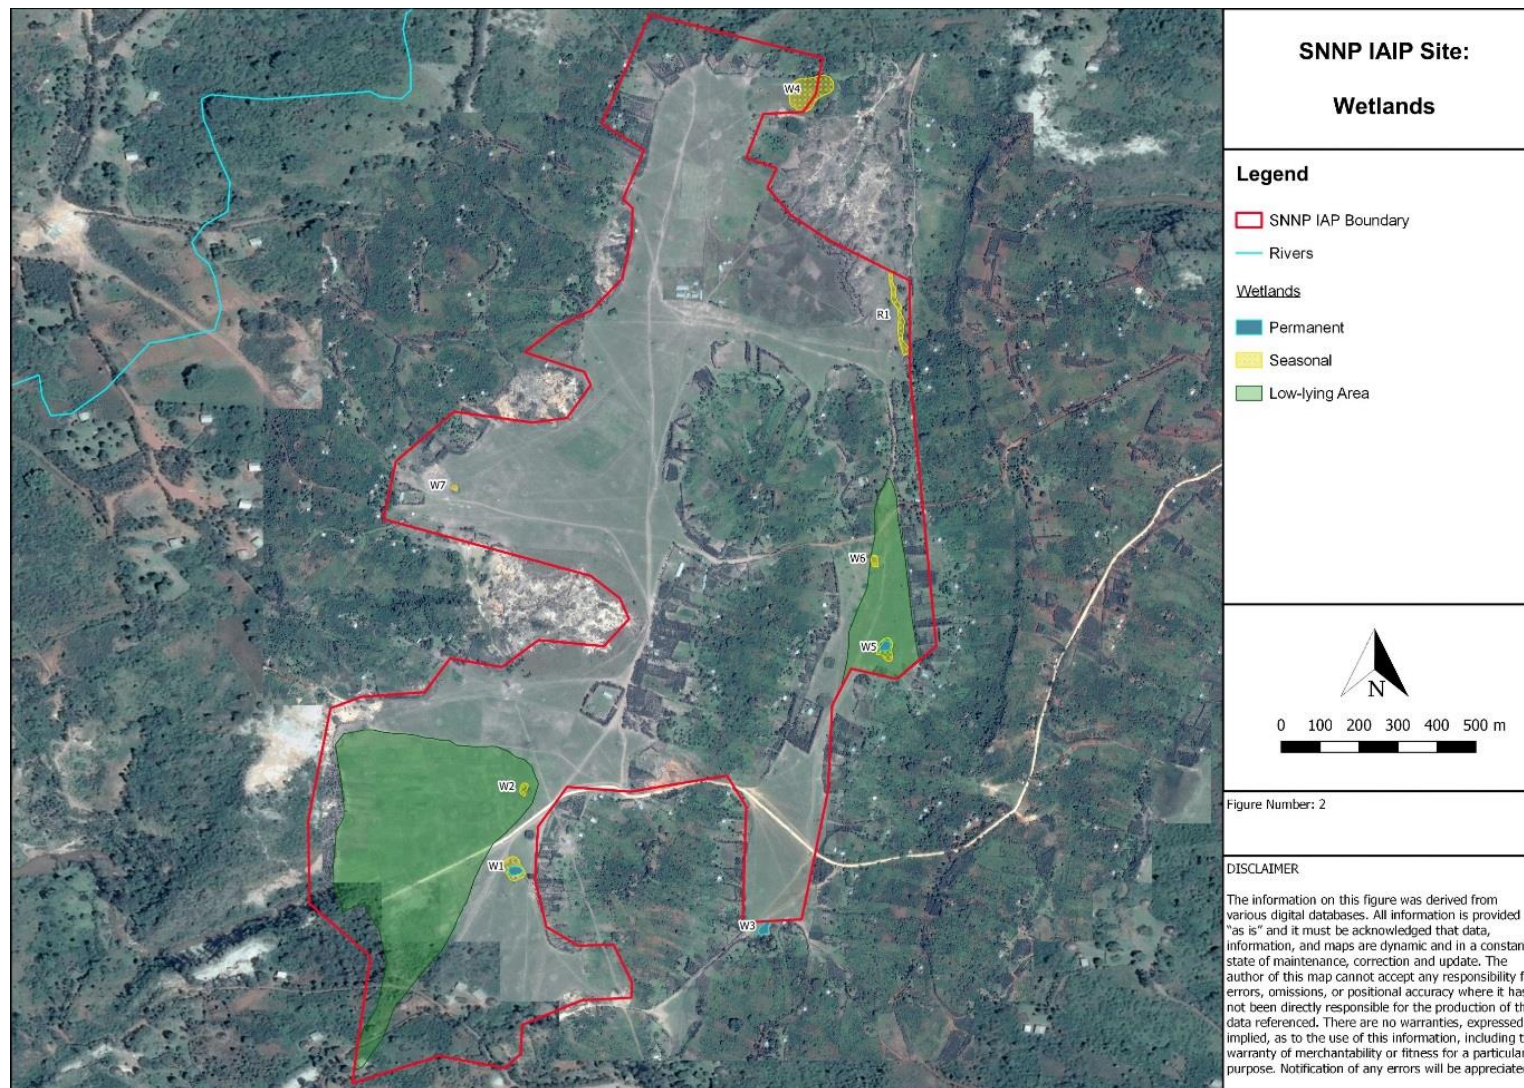 SNNP IAIP Site:
Wetlands
Legend
SNNP IAP Boundary
Rivers
Wetlands
Permanent
Seasonal
Low-lying Area
N
0 100 200 300 400 500 m
Figure Number: 2
DISCLAIMER
The information on this figure was derived from
various digital databases. All information is provided
"as is" and it must be acknowledged that data,
information, and maps are dynamic and in a constan
state of maintenance, correction and update. The
author of this map cannot accept any responsibility f
errors, omissions, or positional accuracy where it has
not been directly responsible for the production of th
data referenced. There are no warranties, expressed
implied, as to the use of this information, including t
warranty of merchantability or fitness for a particular
purpose. Notification of any errors will be appreciate
W4
R1
W7
W6
W5
W2
W1
W3